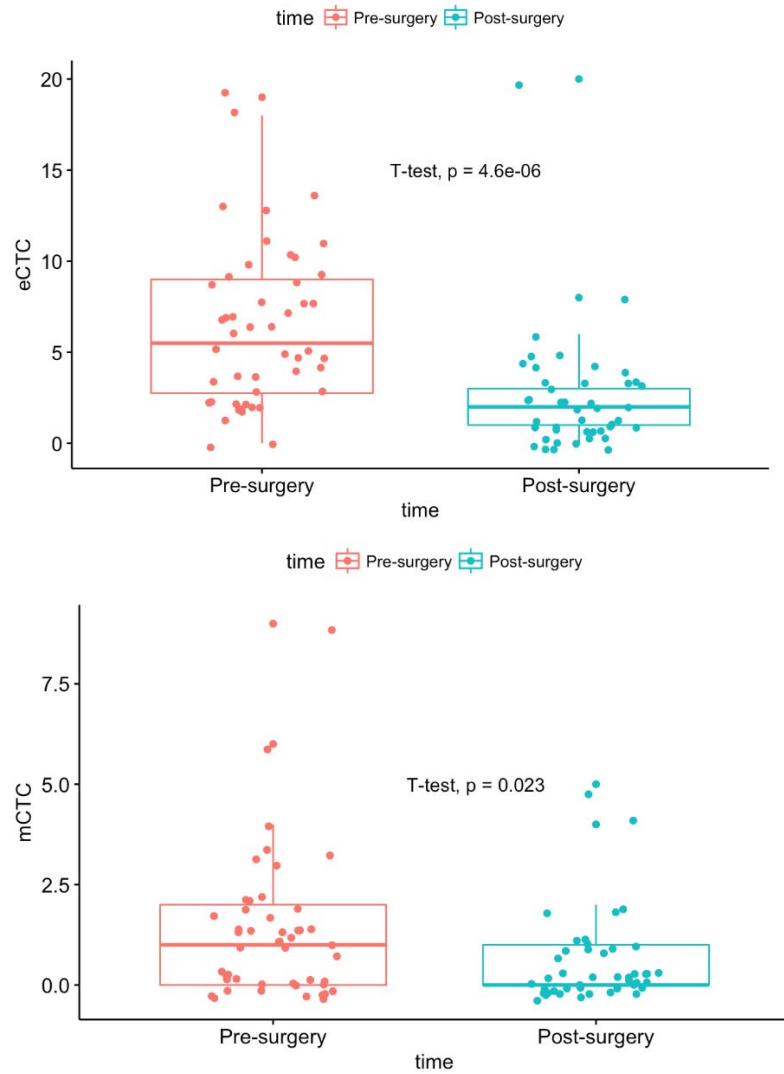 time Pre-surgery Post-surgery
20
T-test, p = 4.6e-06
15
10
eCTC
5
0
Pre-surgery Post-surgery
time
time Pre-surgery Post-surgery
7.5
T-test, p = 0.023
5.0
mCTC
2.5
0.0
Pre-surgery Post-surgery
time